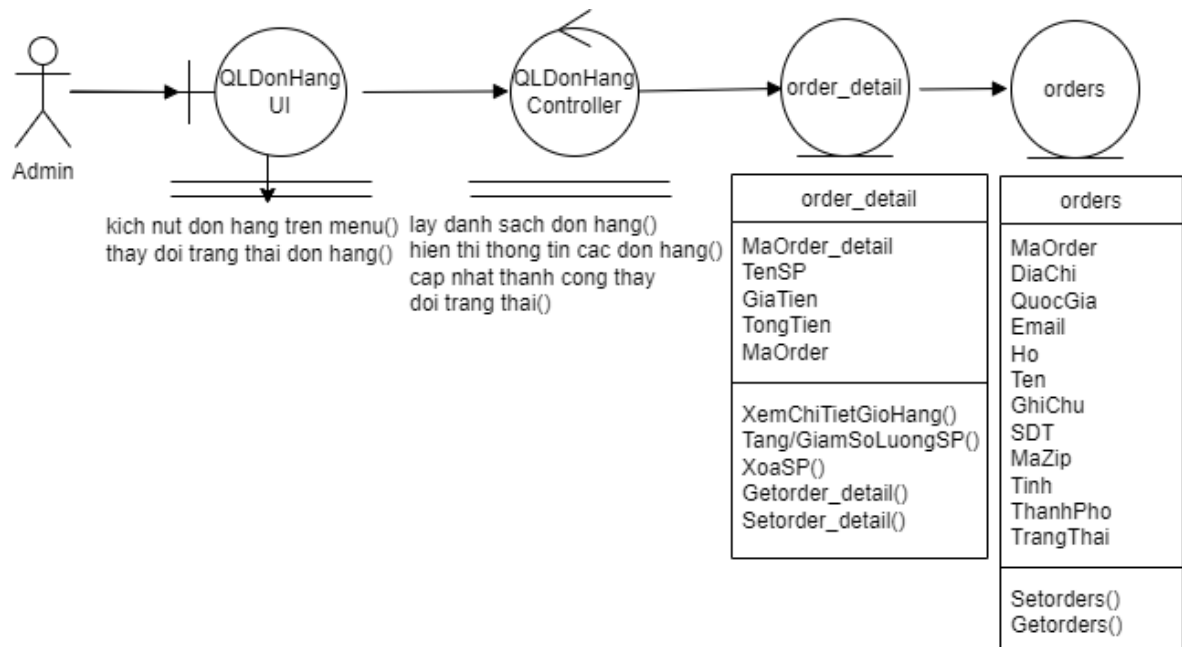 QLDonHang
UI
QLDonHang
Controller
order_detail
orders
Admin
kich nut don hang tren menu()
thay doi trang thai don hang()
lay danh sach don hang()
hien thi thong tin cac don hang()
cap nhat thanh cong thay
doi trang thai()
order_detail
MaOrder_detail
TenSP
GiaTien
TongTien
MaOrder
XemChiTietGioHang()
Tang/GiamSoLuongSP()
XoaSP()
Getorder_detail()
Setorder_detail()
orders
MaOrder
DiaChi
QuocGia
Email
Ho
Ten
GhiChu
SDT
MaZip
Tinh
ThanhPho
TrangThai
Setorders()
Getorders()